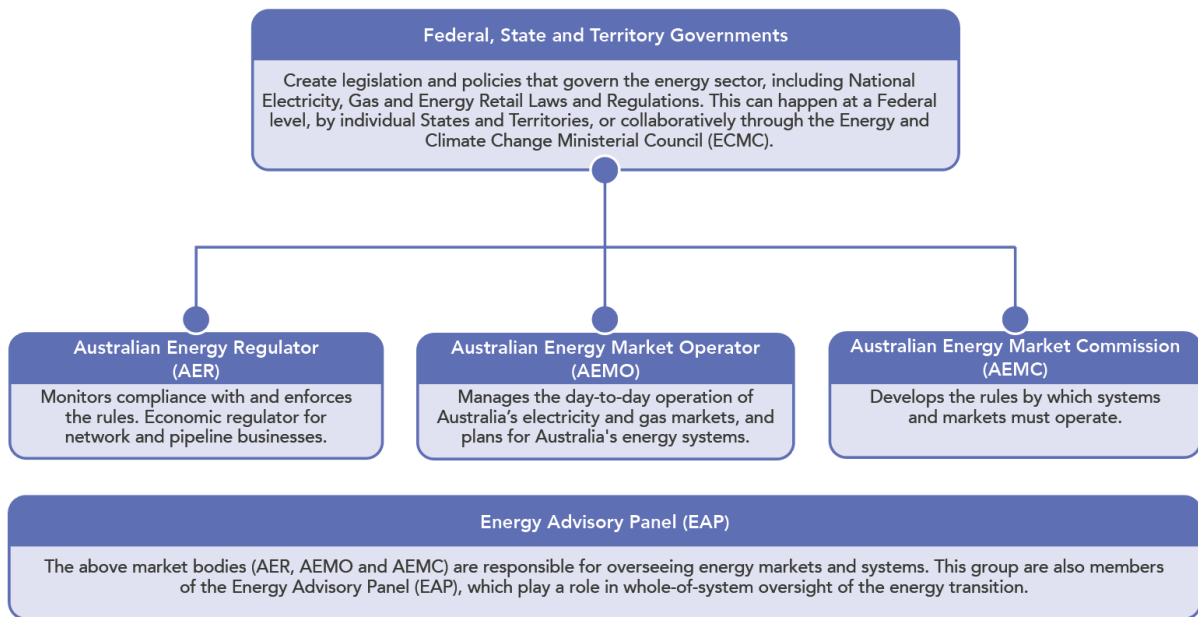 Federal, State and Territory Governments
Create legislation and policies that govern the energy sector, including National
Electricity, Gas and Energy Retail Laws and Regulations. This can happen at a Federal
level, by individual States and Territories, or collaboratively through the Energy and
Climate Change Ministerial Council (ECMC).
Australian Energy Regulator
(AER)
Monitors compliance with and enforces
the rules. Economic regulator for
network and pipeline businesses.
Australian Energy Market Operator
(AEMO)
Manages the day-to-day operation of
Australia’s electricity and gas markets, and
plans for Australia's energy systems.
Australian Energy Market Commission
(AEMC)
Develops the rules by which systems
and markets must operate.
Energy Advisory Panel (EAP)
The above market bodies (AER, AEMO and AEMC) are responsible for overseeing energy markets and systems. This group are also members
of the Energy Advisory Panel (EAP), which play a role in whole-of-system oversight of the energy transition.